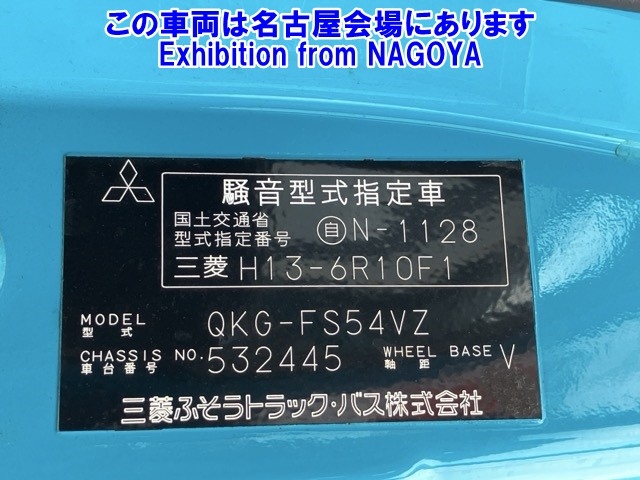 この車両は名古屋会場にあります
Exhibition from NAGOYA
騒音型式指定車
国土交通省
型式指定番号 自N-1128
三菱 H13-6R10F1
MODEL
型式 QKG-FS54VZ
CHASSIS NO. 532445 WHEEL BASE V
車台番号 軸距
三菱ふそうトラック・バス株式会社